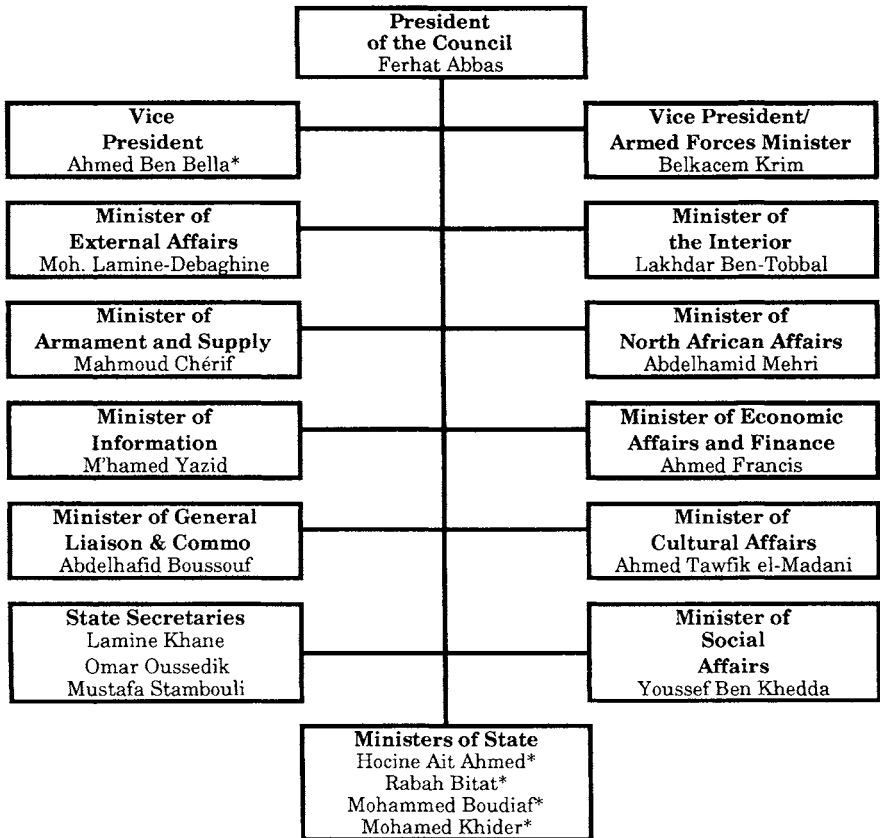 President
of the Council
Ferhat Abbas
Vice
President
Ahmed Ben Bella*
Vice President/
Armed Forces Minister
Belkacem Krim
Minister of
External Affairs
Moh. Lamine-Debaghine
Minister of
the Interior
Lakhdar Ben-Tobbal
Minister of
Armament and Supply
Mahmoud Chérif
Minister of
North African Affairs
Abdelhamid Mehri
Minister of
Information
M'hamed Yazid
Minister of Economic
Affairs and Finance
Ahmed Francis
Minister of General
Liaison & Commo
Abdelhafid Boussouf
Minister of
Cultural Affairs
Ahmed Tawfik el-Madani
State Secretaries
Lamine Khane
Omar Oussedik
Mustafa Stambouli
Minister of
Social
Affairs
Youssef Ben Khedda
Ministers of State
Hocine Ait Ahmed*
Rabah Bitat*
Mohammed Boudiaf*
Mohamed Khider*